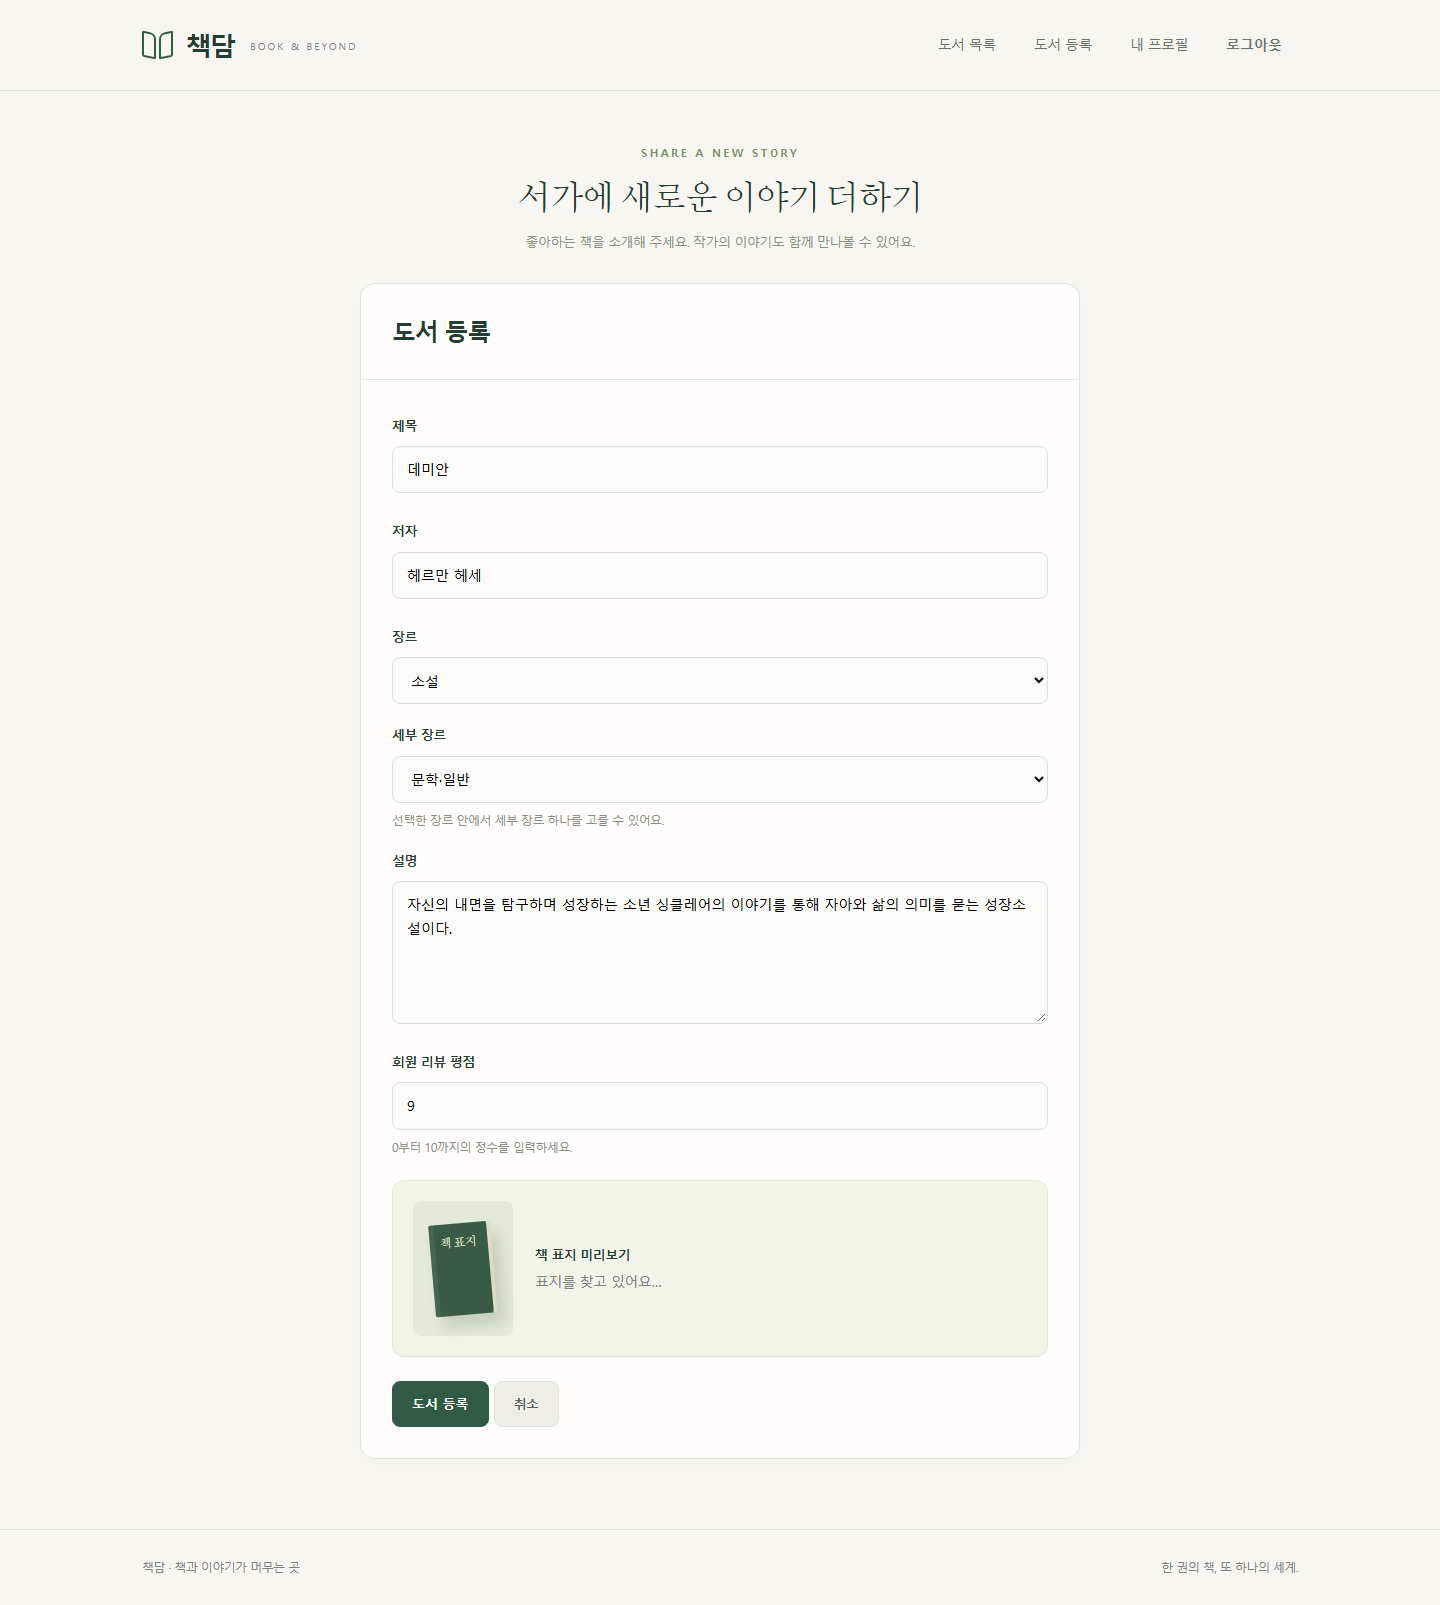 책담 BOOK & BEYOND
도서 목록 도서 등록 내 프로필 로그아웃
SHARE A NEW STORY
서가에 새로운 이야기 더하기
좋아하는 책을 소개해 주세요. 작가의 이야기도 함께 만나볼 수 있어요.
도서 등록
제목
데미안
저자
헤르만 헤세
장르
소설
세부 장르
문학·일반
선택한 장르 안에서 세부 장르 하나를 고를 수 있어요.
설명
자신의 내면을 탐구하며 성장하는 소년 싱클레어의 이야기를 통해 자아와 삶의 의미를 묻는 성장소
설이다.
회원 리뷰 평점
9
0부터 10까지의 정수를 입력하세요.
책 표지
책 표지 미리보기
표지를 찾고 있어요...
도서 등록 취소
책담 · 책과 이야기가 머무는 곳
한 권의 책, 또 하나의 세계.